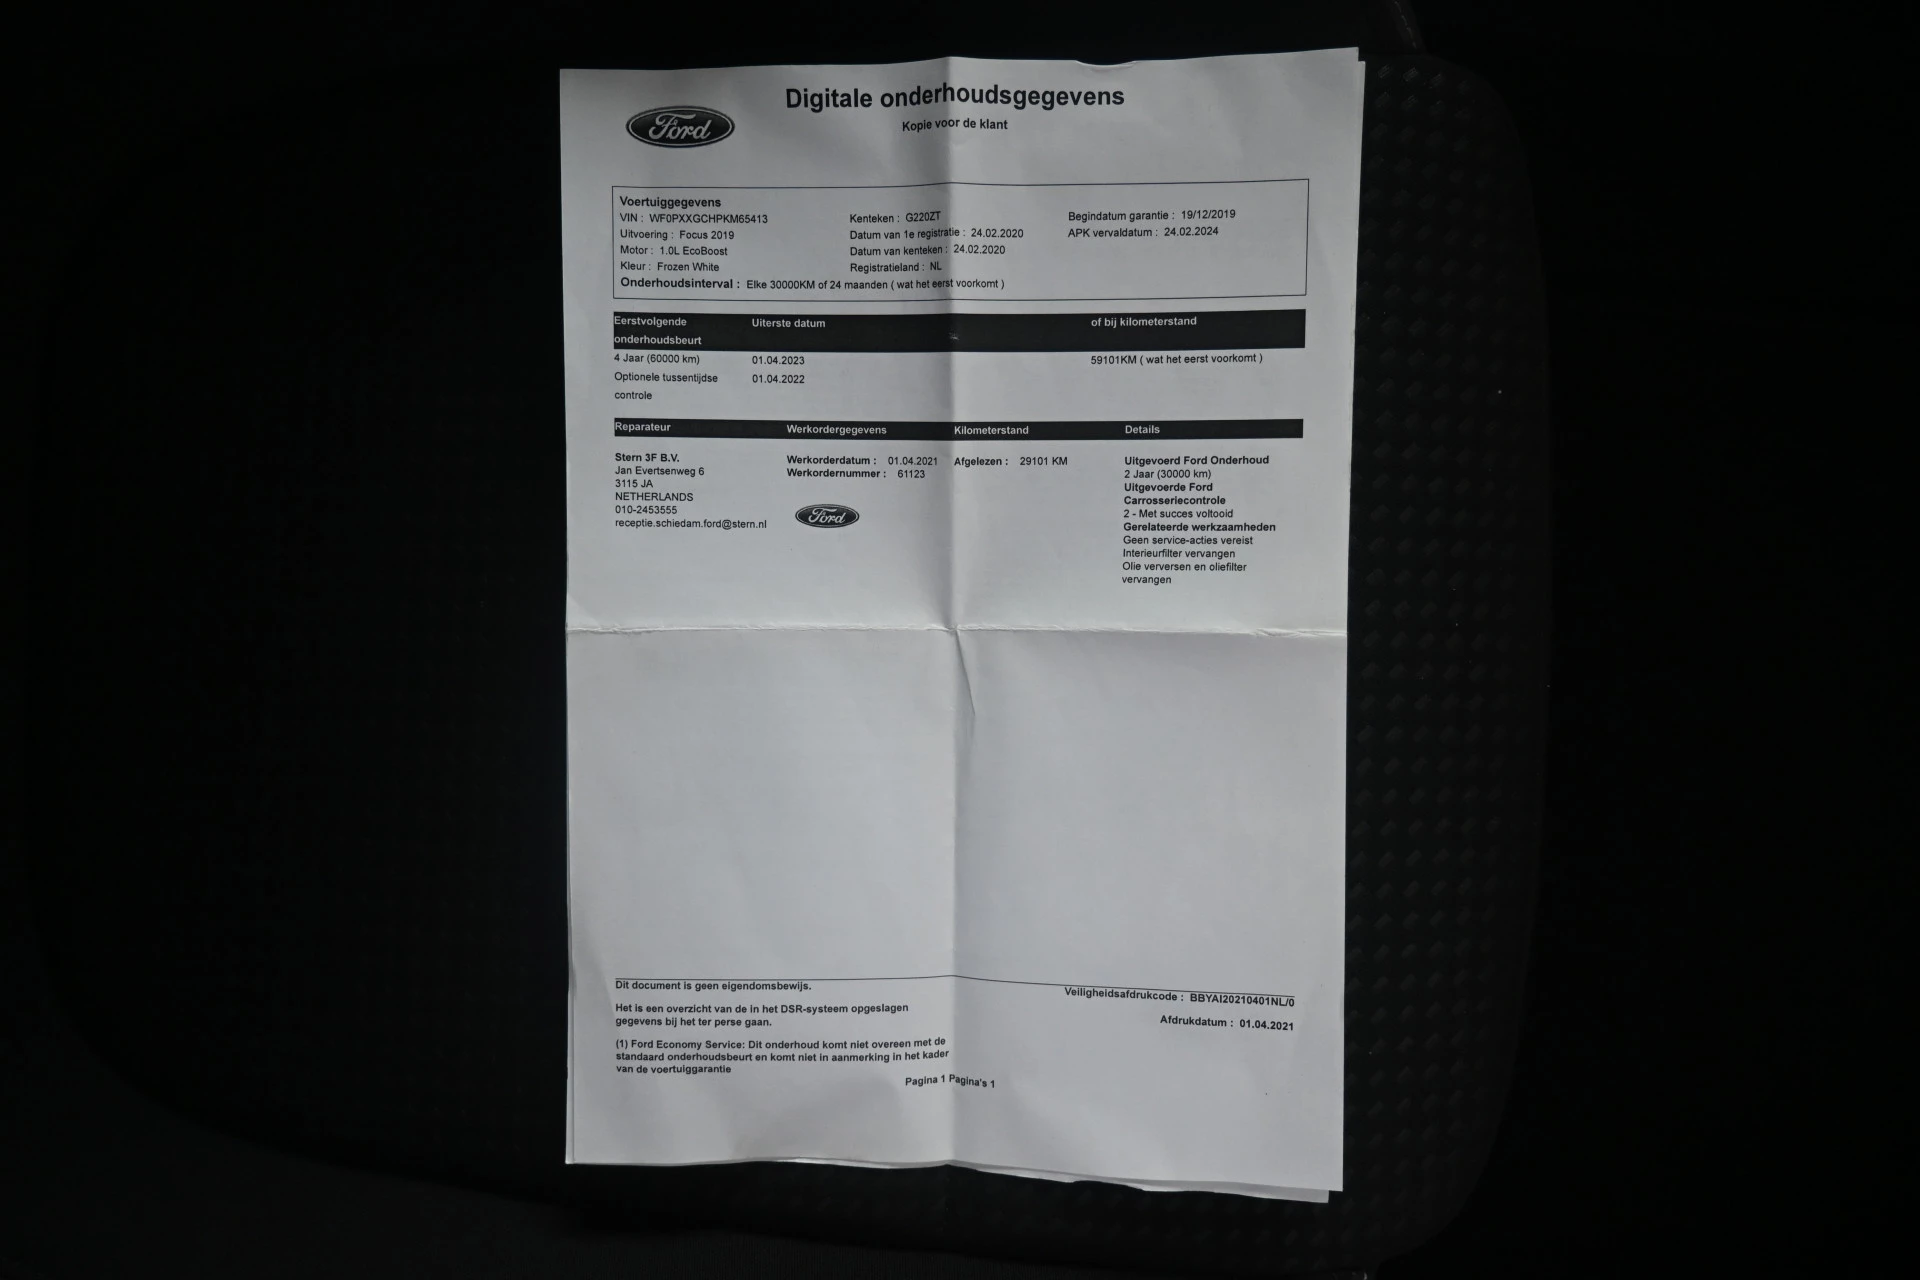 Digitale onderhoudsgegevens
Ford
Kopie voor de klant
Voertuiggegevens
VIN : WF0PXXGCHPKM65413 Kenteken : G220ZT Begindatum garantie : 19/12/2019
Uitvoering : Focus 2019 Datum van 1e registratie : 24.02.2020 APK vervaldatum : 24.02.2024
Motor : 1.0L EcoBoost Datum van kenteken : 24.02.2020
Kleur : Frozen White Registratieland : NL
Onderhoudsinterval : Elke 30000KM of 24 maanden ( wat het eerst voorkomt )
Eerstvolgende Uiterste datum of bij kilometerstand
onderhoudsbeurt
4 Jaar (60000 km) 01.04.2023 59101KM ( wat het eerst voorkomt )
Optionele tussentijdse 01.04.2022
controle
Reparateur Werkordergegevens Kilometerstand Details
Stern 3F B.V. Werkorderdatum : 01.04.2021 Afgelezen : 29101 KM Uitgevoerd Ford Onderhoud
Jan Evertsenweg 6 Werkordernummer : 61123 2 Jaar (30000 km)
3115 JA Uitgevoerde Ford
NETHERLANDS Carrosseriecontrole
010-2453555 Ford 2 - Met succes voltooid
receptie.schiedam.ford@stern.nl Gerelateerde werkzaamheden
Geen service-acties vereist
Interieurfilter vervangen
Olie verversen en oliefilter
vervangen
Dit document is geen eigendomsbewijs. Veiligheidsafdrukcode : BBYAI20210401NL/0
Het is een overzicht van de in het DSR-systeem opgeslagen
gegevens bij het ter perse gaan. Afdrukdatum : 01.04.2021
(1) Ford Economy Service: Dit onderhoud komt niet overeen met de
standaard onderhoudsbeurt en komt niet in aanmerking in het kader
van de voertuiggarantie
Pagina 1 Pagina's 1